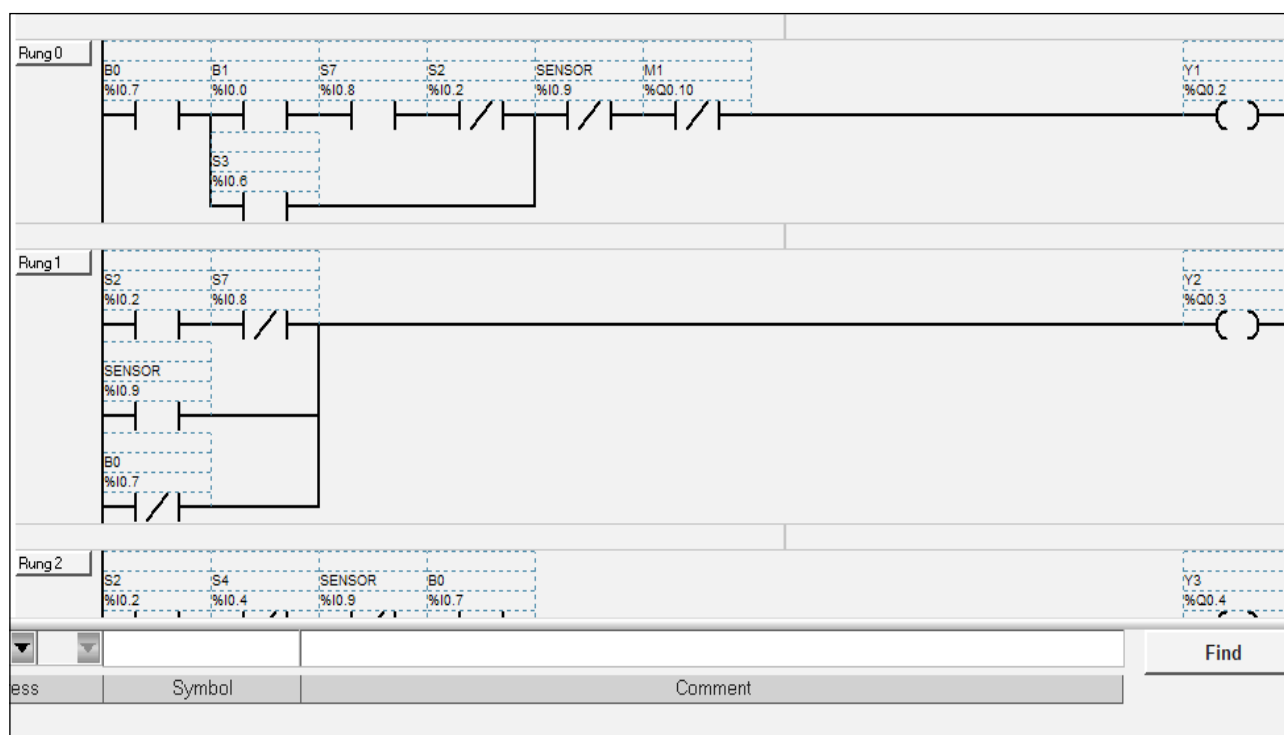 Rung 0
B0 B1 S7 S2 SENSOR M1 Y1
%I0.7 %I0.0 %I0.8 %I0.2 %I0.9 %Q0.10 %Q0.2
S3
%I0.6
Rung 1
S2 S7 Y2
%I0.2 %I0.8 %Q0.3
SENSOR
%I0.9
B0
%I0.7
Rung 2
S2 S4 SENSOR B0 Y3
%I0.2 %I0.4 %I0.9 %I0.7 %Q0.4
Find
ess Symbol Comment